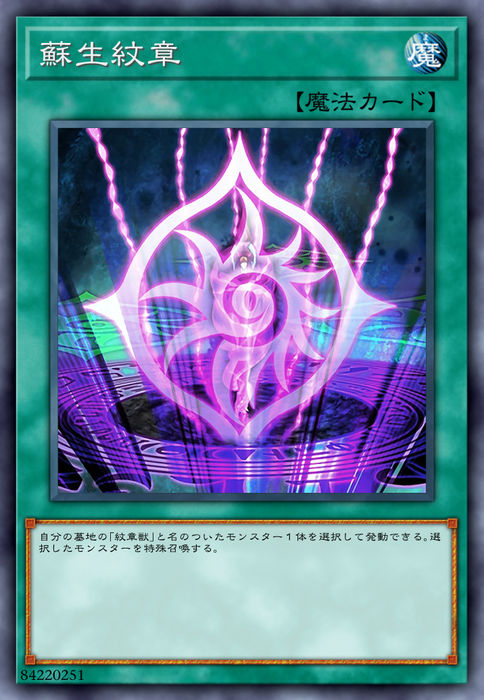 蘇生紋章
魔
【魔法カード】
自分の墓地の「紋章獣」と名のついたモンスター1体を選択して発動できる。選
択したモンスターを特殊召喚する。
84220251